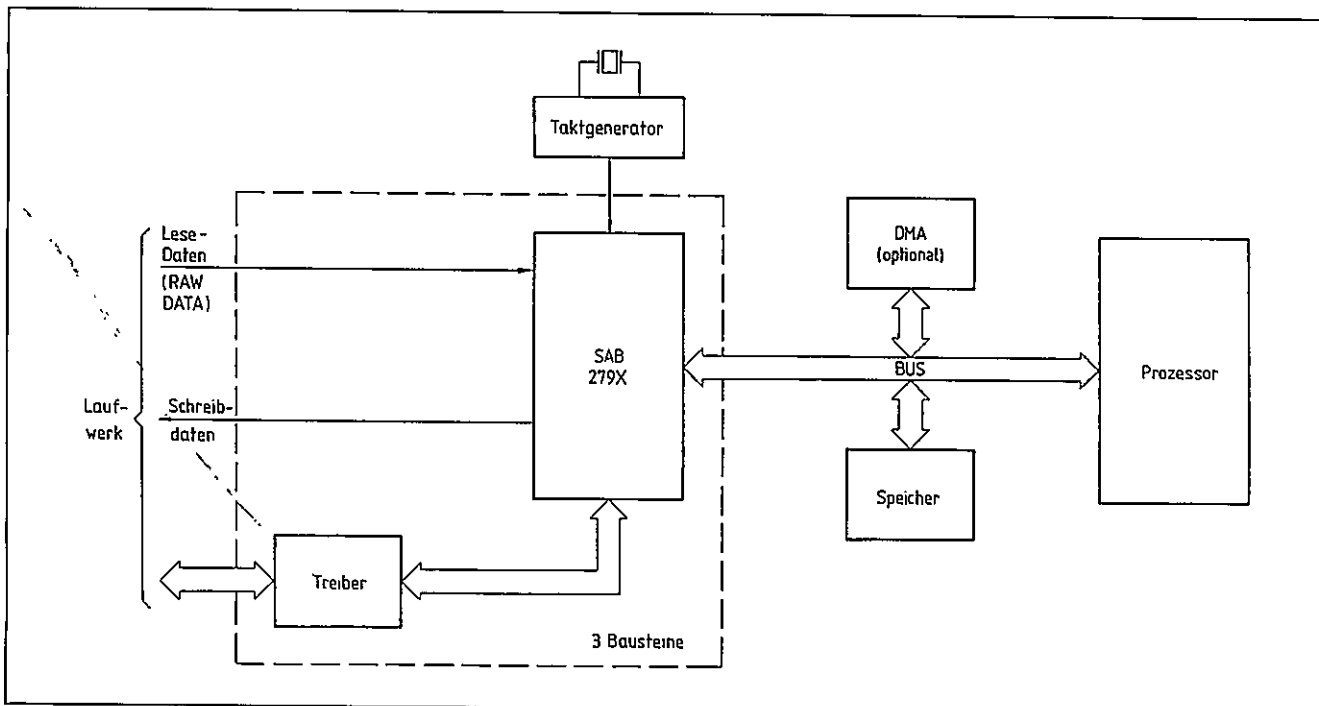 Taktgenerator
Lese-
Daten
(RAW
DATA)
DMA
(optional)
SAB
279X
BUS
Prozessor
Lauf-
werk
Schreib-
daten
Speicher
Treiber
3 Bausteine